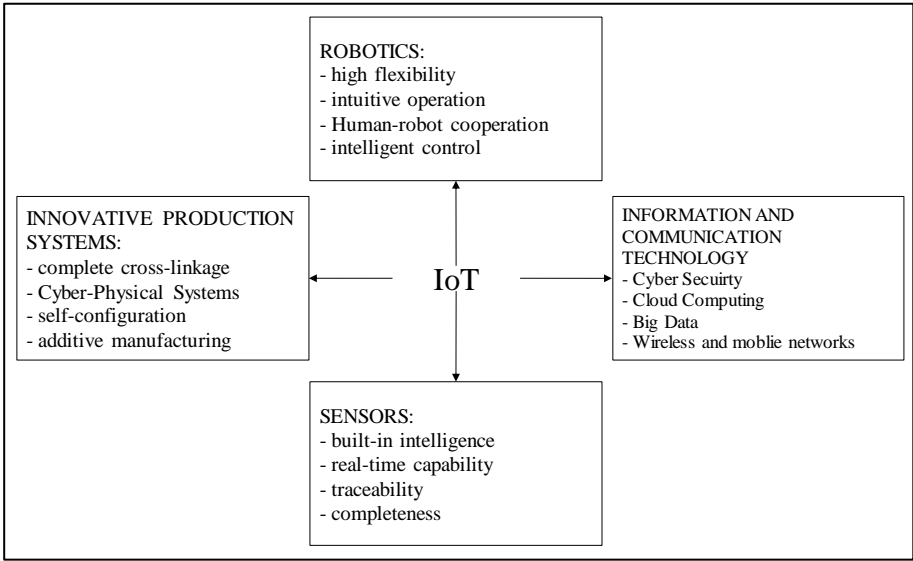 ROBOTICS:
- high flexibility
- intuitive operation
- Human-robot cooperation
- intelligent control
INNOVATIVE PRODUCTION
SYSTEMS:
- complete cross-linkage
- Cyber-Physical Systems
- self-configuration
- additive manufacturing
IoT
INFORMATION AND
COMMUNICATION
TECHNOLOGY
- Cyber Secuirty
- Cloud Computing
- Big Data
- Wireless and moblie networks
SENSORS:
- built-in intelligence
- real-time capability
- traceability
- completeness